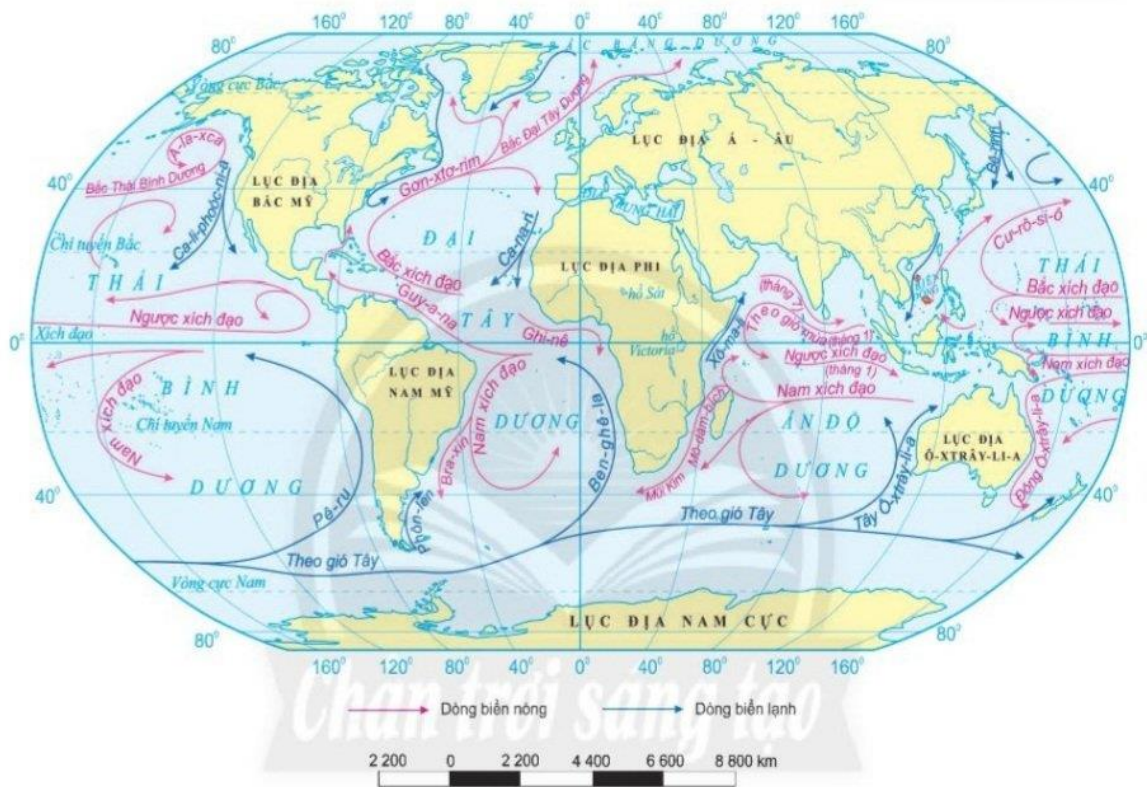 160° 120° 80° 40° 0° 40° 80° 120° 160°
80°
80°
BẮC BĂNG DƯƠNG
Vòng cực Bắc
A-la-xca
Bắc Thái Bình Dương
Ca-li-phoóc-ni-a
LỤC ĐỊA
BẮC MỸ
Bắc Đại Tây Dương
Gơn-xtơ-rim
LỤC ĐỊA Á - ÂU
40°
40°
ĐỊA TRUNG HẢI
Cư-rô-si-ô
Chí tuyến Bắc
ĐẠI
Ca-na-ri
LỤC ĐỊA PHI
hồ Sát
THÁI
THÁI
Bắc xích đạo
Bắc xích đạo
Guy-a-na
TÂY
Ghi-nê
Ngược xích đạo
Ngược xích đạo
(tháng 7)
Theo gió mùa (tháng 1)
Ngược xích đạo
(tháng 1)
Xích đạo
0°
0°
hồ
Victoria
Xô-ma-li
BÌNH
BÌNH
Nam xích đạo
Nam xích đạo
Nam xích đạo
Nam xích đạo
LỤC ĐỊA
NAM MỸ
Chí tuyến Nam
DƯƠNG
DƯƠNG
Bra-xin
Ben-ghê-la
Mô-dăm-bích
Mũi Kim
ẤN ĐỘ
DƯƠNG
LỤC ĐỊA
Ô-XTRÂY-LI-A
Tây Ô-xtrây-li-a
Đông Ô-xtrây-li-a
DƯƠNG
40°
40°
Pê-ru
Theo gió Tây
Theo gió Tây
Vòng cực Nam
LỤC ĐỊA NAM CỰC
80°
80°
160° 120° 80° 40° 0° 40° 80° 120° 160°
Chân trời sáng tạo
Dòng biển nóng
Dòng biển lạnh
2 200 0 2 200 4 400 6 600 8 800 km